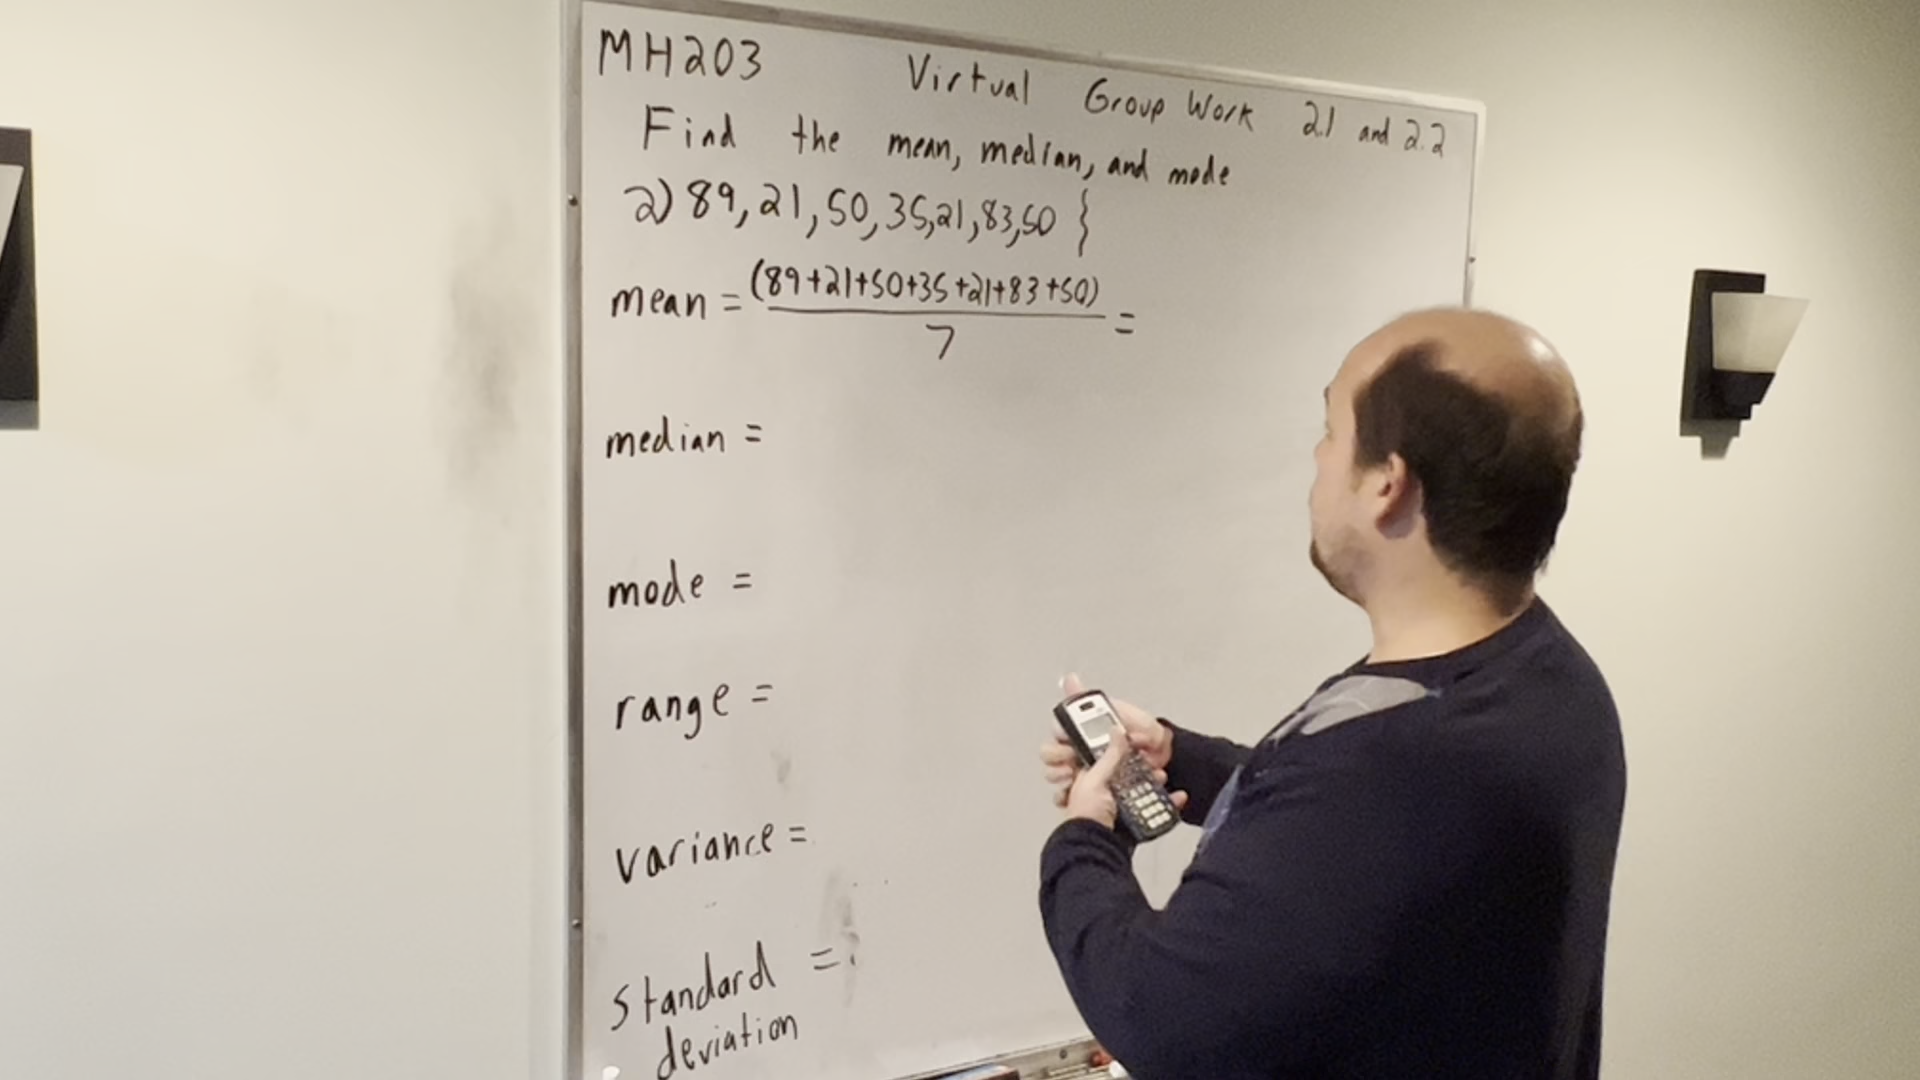 MH203 Virtual Group Work 2.1 and 2.2
Find the mean, median, and mode
2) 89, 21, 50, 35, 21, 83, 50 }
mean = (89+21+50+35+21+83+50) / 7 =
median =
mode =
range =
variance =
standard =
deviation